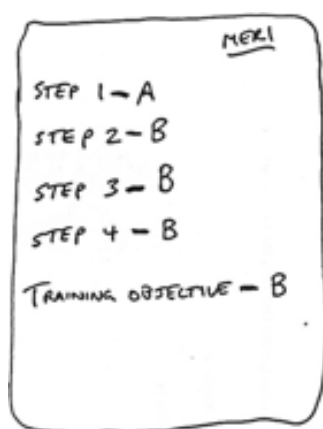 MERI
STEP 1 - A
STEP 2 - B
STEP 3 - B
STEP 4 - B
TRAINING OBJECTIVE - B